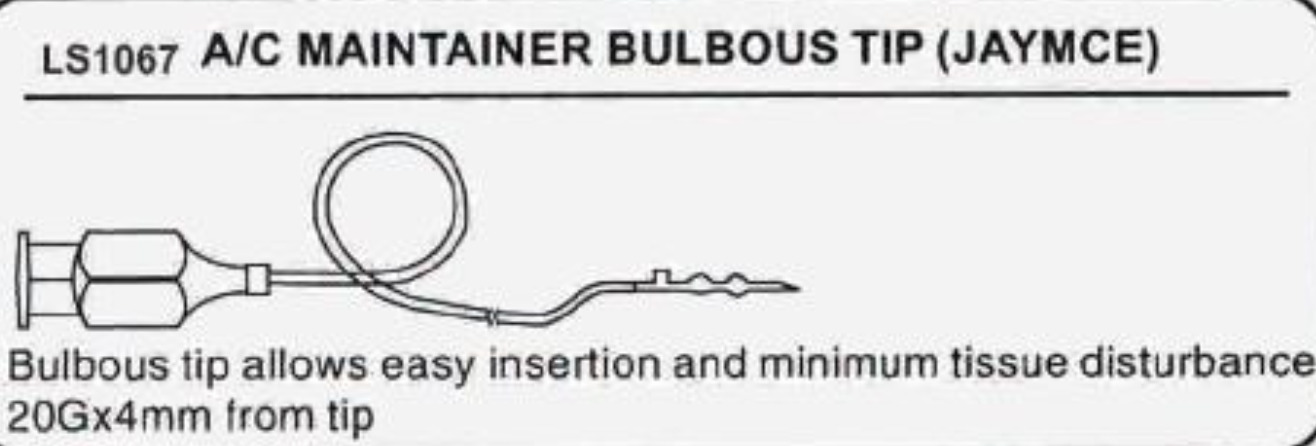 LS1067 A/C MAINTAINER BULBOUS TIP (JAYMCE)
Bulbous tip allows easy insertion and minimum tissue disturbance
20Gx4mm from tip